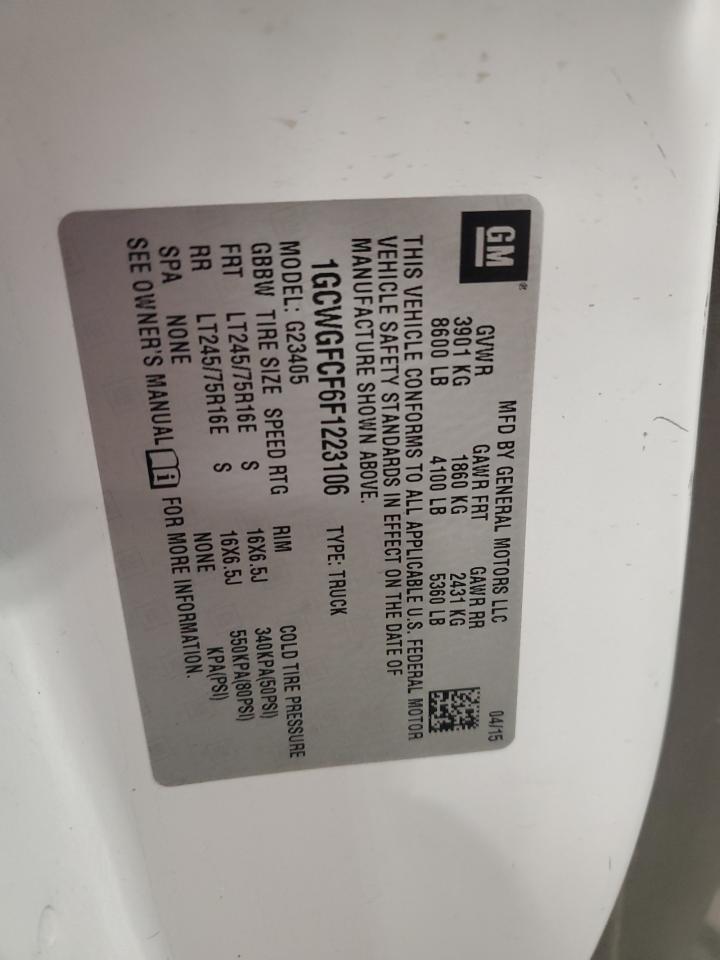 GM®
MFD BY GENERAL MOTORS LLC 04/15
GVWR GAWR FRT GAWR RR
3901 KG 1860 KG 2431 KG
8600 LB 4100 LB 5360 LB
THIS VEHICLE CONFORMS TO ALL APPLICABLE U.S. FEDERAL MOTOR
VEHICLE SAFETY STANDARDS IN EFFECT ON THE DATE OF
MANUFACTURE SHOWN ABOVE.
1GCWGFCF6F1223106 TYPE: TRUCK
MODEL: G23405
GBBW TIRE SIZE SPEED RTG RIM COLD TIRE PRESSURE
FRT LT245/75R16E S 16X6.5J 340KPA(50PSI)
RR LT245/75R16E S 16X6.5J 550KPA(80PSI)
SPA NONE NONE KPA(PSI)
SEE OWNER'S MANUAL i FOR MORE INFORMATION.